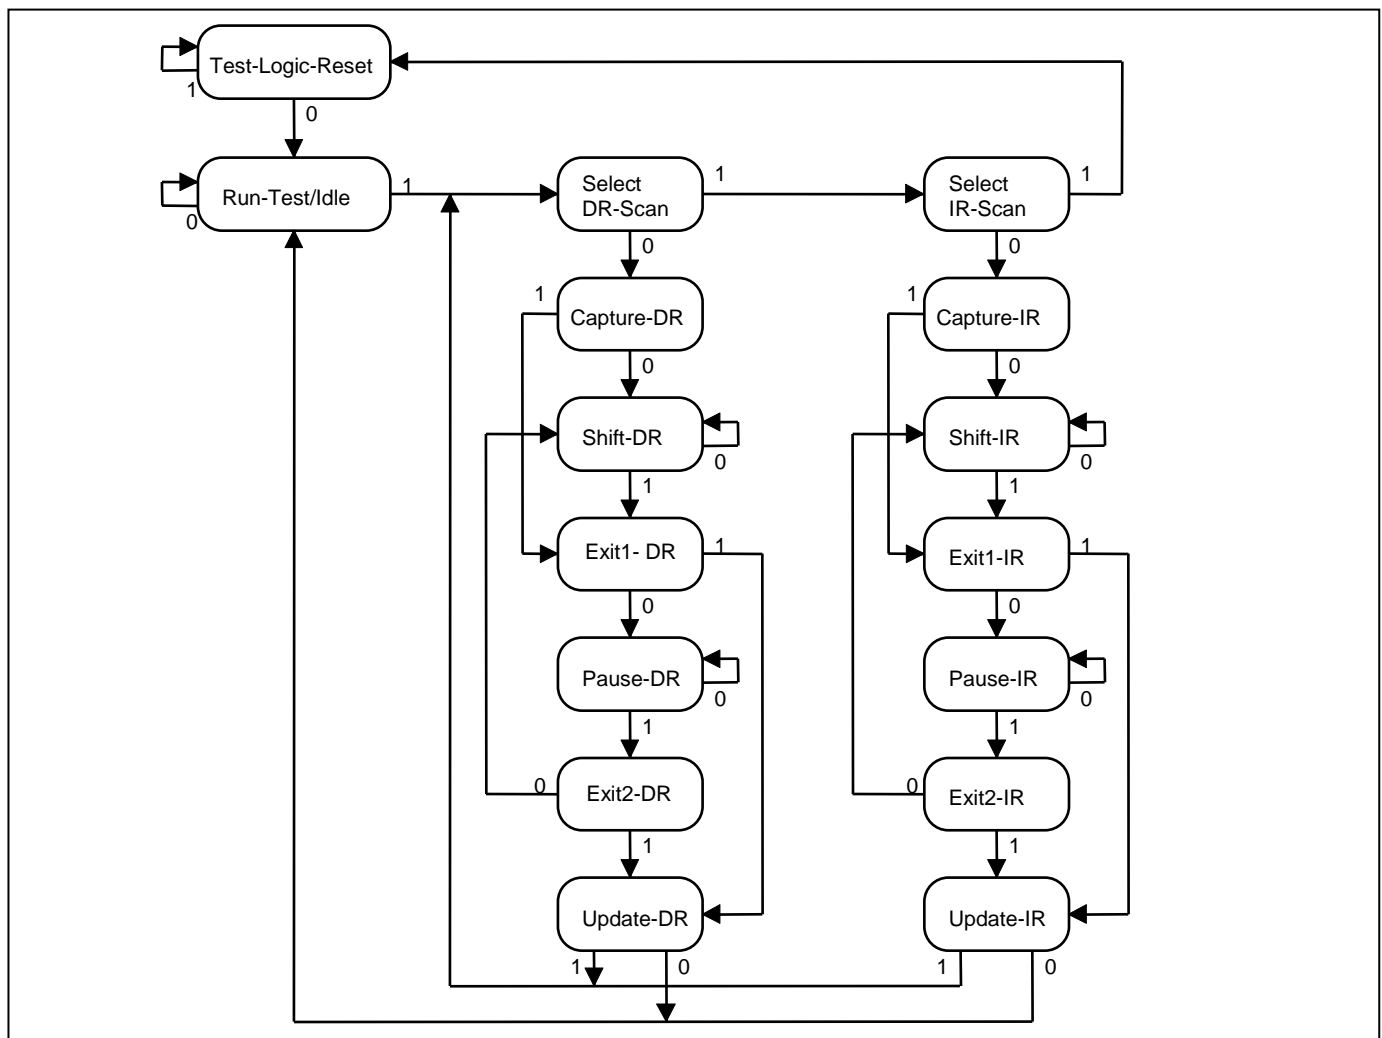 Test-Logic-Reset
1
0
Run-Test/Idle
1
0
Select
DR-Scan
1
Select
IR-Scan
1
0
0
1
Capture-DR
1
Capture-IR
0
0
Shift-DR
0
Shift-IR
0
1
1
Exit1- DR
1
Exit1-IR
1
0
0
Pause-DR
0
Pause-IR
0
1
1
0
Exit2-DR
0
Exit2-IR
1
1
Update-DR
Update-IR
1
0
1
0